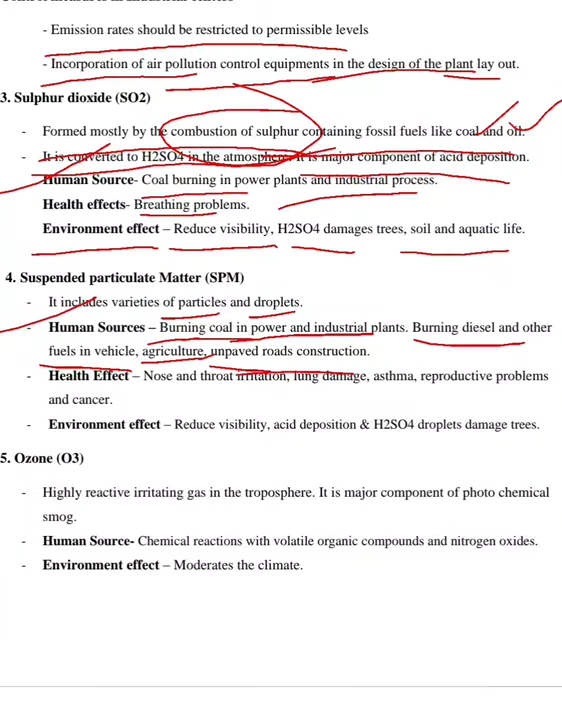 - Emission rates should be restricted to permissible levels
- Incorporation of air pollution control equipments in the design of the plant lay out.
3. Sulphur dioxide (SO2)
- Formed mostly by the combustion of sulphur containing fossil fuels like coal and oil.
- It is converted to H2SO4 in the atmosphere. It is major component of acid deposition.
Human Source- Coal burning in power plants and industrial process.
Health effects- Breathing problems.
Environment effect – Reduce visibility, H2SO4 damages trees, soil and aquatic life.
4. Suspended particulate Matter (SPM)
- It includes varieties of particles and droplets.
- Human Sources – Burning coal in power and industrial plants. Burning diesel and other
fuels in vehicle, agriculture, unpaved roads construction.
- Health Effect – Nose and throat irritation, lung damage, asthma, reproductive problems
and cancer.
- Environment effect – Reduce visibility, acid deposition & H2SO4 droplets damage trees.
5. Ozone (O3)
- Highly reactive irritating gas in the troposphere. It is major component of photo chemical
smog.
- Human Source- Chemical reactions with volatile organic compounds and nitrogen oxides.
- Environment effect – Moderates the climate.